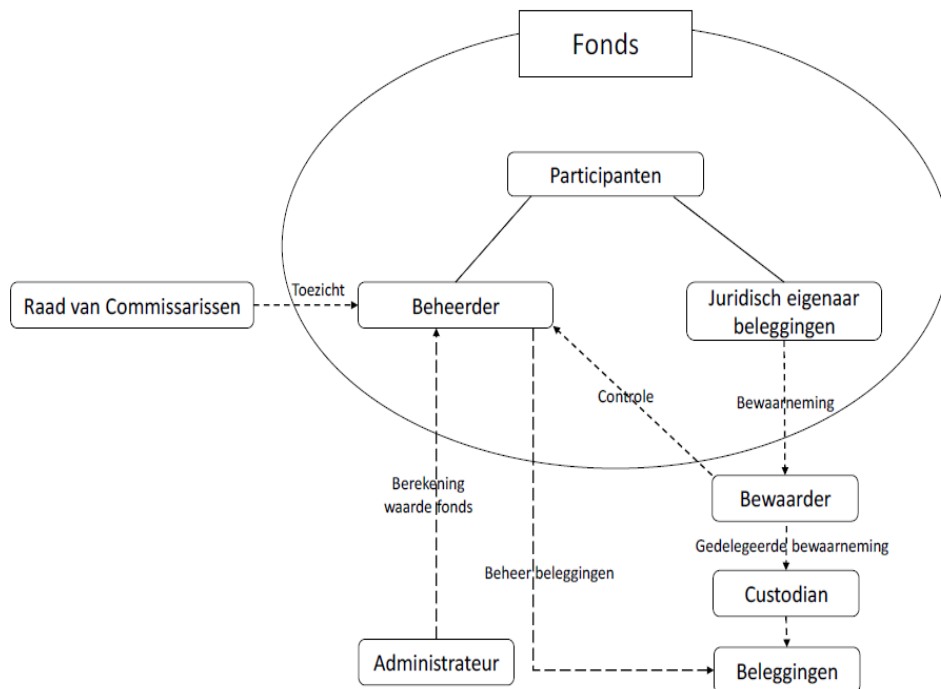 Fonds
Participanten
Raad van Commissarissen
Toezicht
Beheerder
Juridisch eigenaar
beleggingen
Controle
Bewaarneming
Berekening
waarde fonds
Bewaarder
Gedelegeerde bewaarneming
Beheer beleggingen
Custodian
Administrateur
Beleggingen